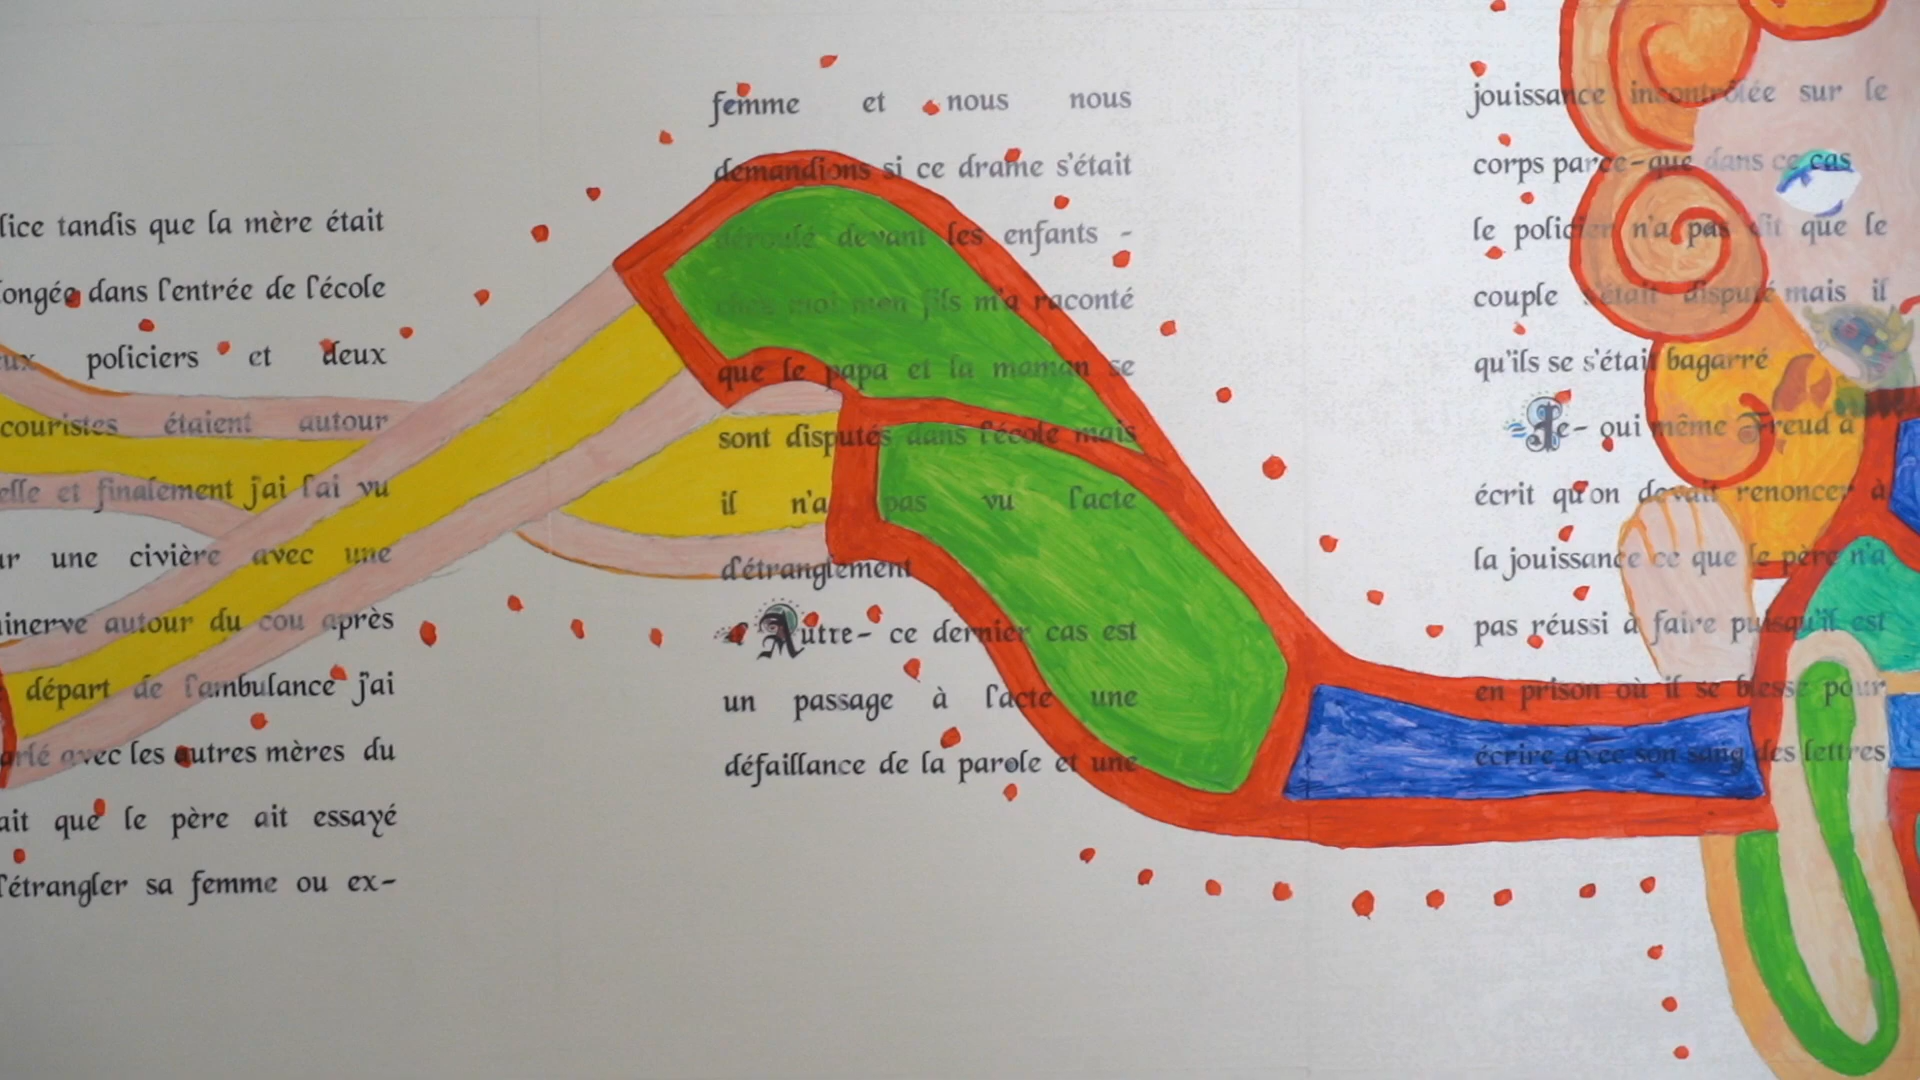 lice tandis que la mère était
longée dans l'entrée de l'école
eux policiers et deux
couristes étaient autour
elle et finalement j'ai l'ai vu
ur une civière avec une
inerve autour du cou après
départ de l'ambulance j'ai
arlé avec les autres mères du
ait que le père ait essayé
l'étrangler sa femme ou ex-
femme et nous nous
demandions si ce drame s'était
déroulé devant les enfants -
chez moi mon fils m'a raconté
que le papa et la maman se
sont disputés dans l'école mais
il n'a pas vu l'acte
d'étranglement
Autre- ce dernier cas est
un passage à l'acte une
défaillance de la parole et une
jouissance incontrôlée sur le
corps parce-que dans ce cas
le policier n'a pas dit que le
couple s'était disputé mais il
qu'ils se s'était bagarré
Je- oui même Freud a
écrit qu'on devait renoncer à
la jouissance ce que le père n'a
pas réussi à faire puisqu'il est
en prison où il se blesse pour
écrire avec son sang des lettres